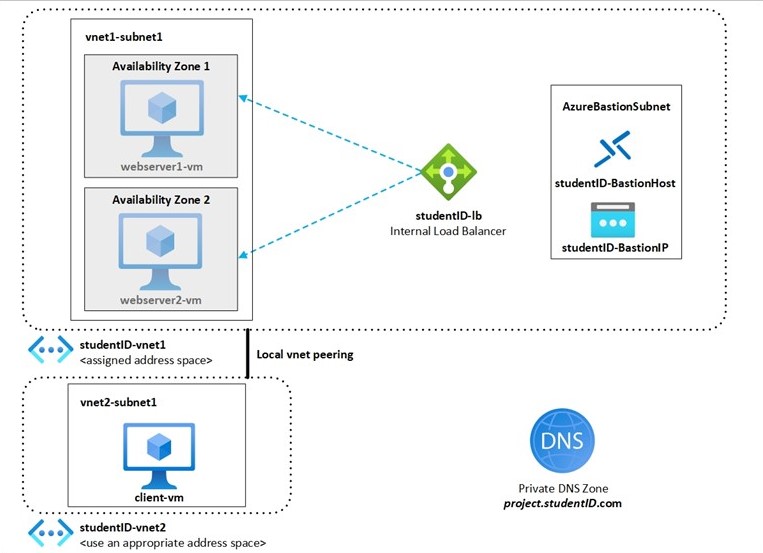 vnet1-subnet1
Availability Zone 1
webserver1-vm
Availability Zone 2
webserver2-vm
studentID-lb
Internal Load Balancer
AzureBastionSubnet
studentID-BastionHost
studentID-BastionIP
studentID-vnet1
<assigned address space>
Local vnet peering
vnet2-subnet1
client-vm
studentID-vnet2
<use an appropriate address space>
DNS
Private DNS Zone
project.studentID.com